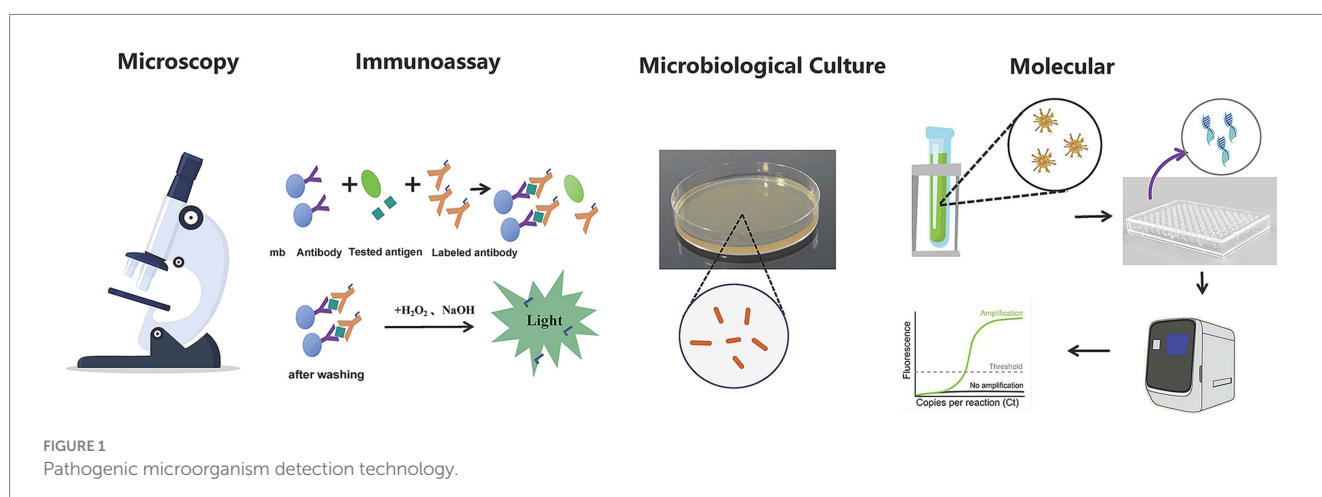 Microscopy
Immunoassay
Microbiological Culture
Molecular
mb Antibody Tested antigen Labeled antibody
+H₂O₂、NaOH
Light
after washing
Fluorescence
Amplification
Threshold
No amplification
Copies per reaction (Ct)
FIGURE 1
Pathogenic microorganism detection technology.